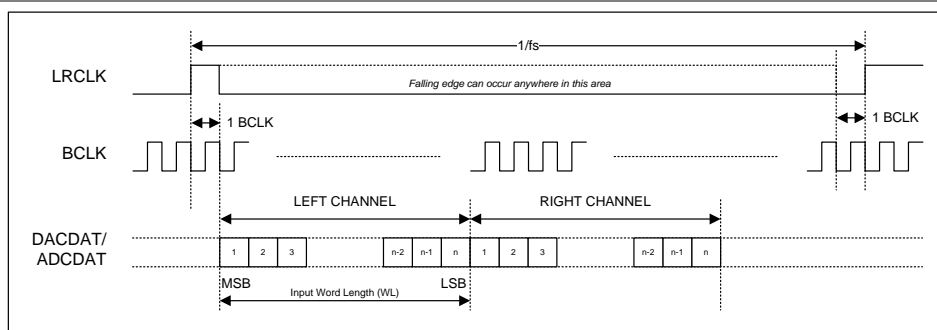 1/fs
LRCLK
Falling edge can occur anywhere in this area
1 BCLK
1 BCLK
BCLK
LEFT CHANNEL
RIGHT CHANNEL
DACDAT/
ADCDAT
1 2 3 n-2 n-1 n 1 2 3 n-2 n-1 n
MSB
LSB
Input Word Length (WL)